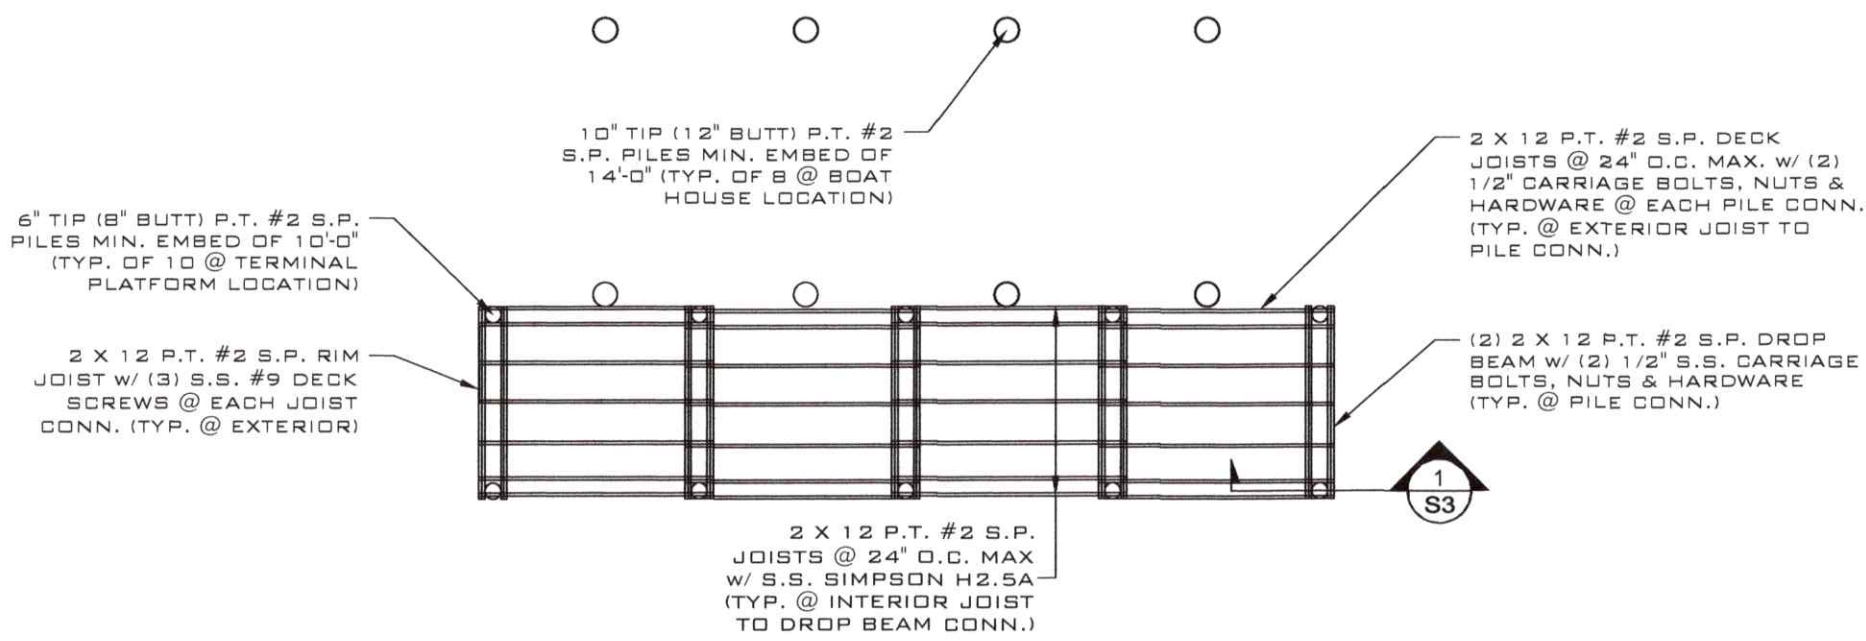 10" TIP (12" BUTT) P.T. #2
S.P. PILES MIN. EMBED OF
14'-0" (TYP. OF 8 @ BOAT
HOUSE LOCATION)
2 X 12 P.T. #2 S.P. DECK
JOISTS @ 24" O.C. MAX. W/ (2)
1/2" CARRIAGE BOLTS, NUTS &
HARDWARE @ EACH PILE CONN.
(TYP. @ EXTERIOR JOIST TO
PILE CONN.)
6" TIP (8" BUTT) P.T. #2 S.P.
PILES MIN. EMBED OF 10'-0"
(TYP. OF 10 @ TERMINAL
PLATFORM LOCATION)
2 X 12 P.T. #2 S.P. RIM
JOIST W/ (3) S.S. #9 DECK
SCREWS @ EACH JOIST
CONN. (TYP. @ EXTERIOR)
(2) 2 X 12 P.T. #2 S.P. DROP
BEAM W/ (2) 1/2" S.S. CARRIAGE
BOLTS, NUTS & HARDWARE
(TYP. @ PILE CONN.)
1
S3
2 X 12 P.T. #2 S.P.
JOISTS @ 24" O.C. MAX
W/ S.S. SIMPSON H2.5A
(TYP. @ INTERIOR JOIST
TO DROP BEAM CONN.)